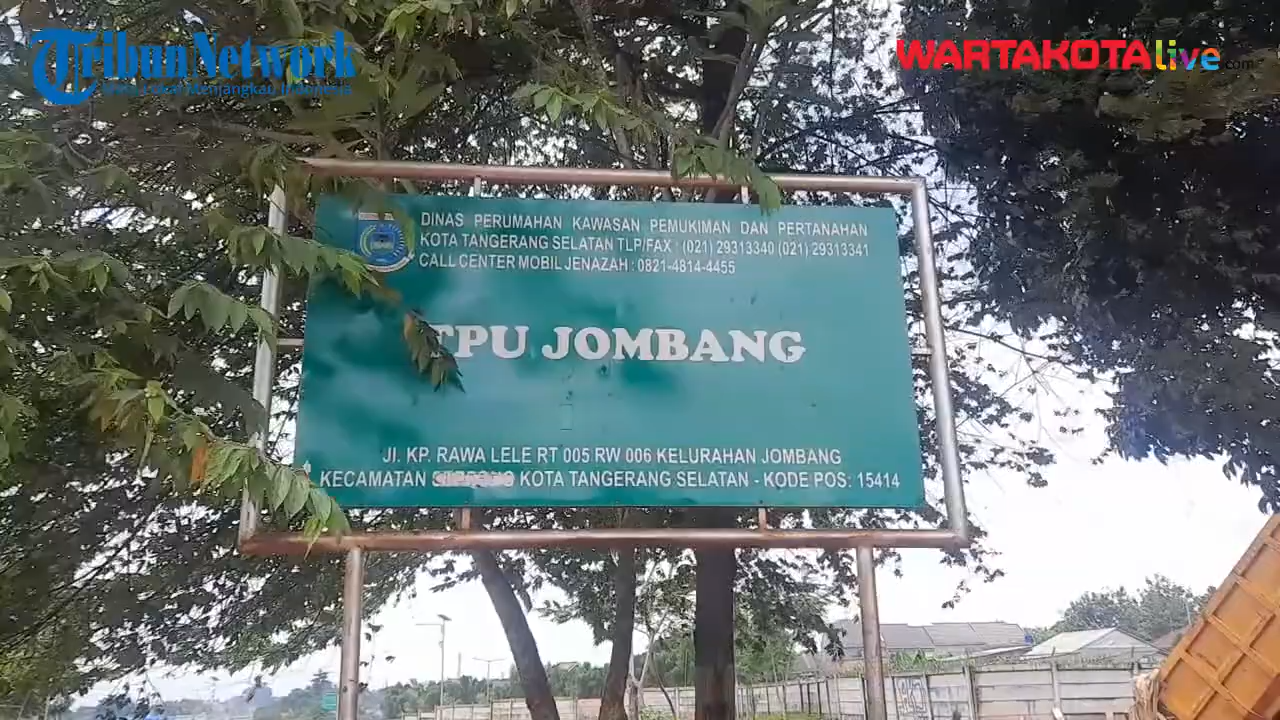 Tribun Network
WARTAKOTAlive.com
DINAS PERUMAHAN KAWASAN PEMUKIMAN DAN PERTANAHAN
KOTA TANGERANG SELATAN TLP/FAX : (021) 29313340 (021) 29313341
CALL CENTER MOBIL JENAZAH : 0821-4814-4455
TPU JOMBANG
Jl. KP. RAWA LELE RT 005 RW 006 KELURAHAN JOMBANG
KECAMATAN KOTA TANGERANG SELATAN - KODE POS: 15414